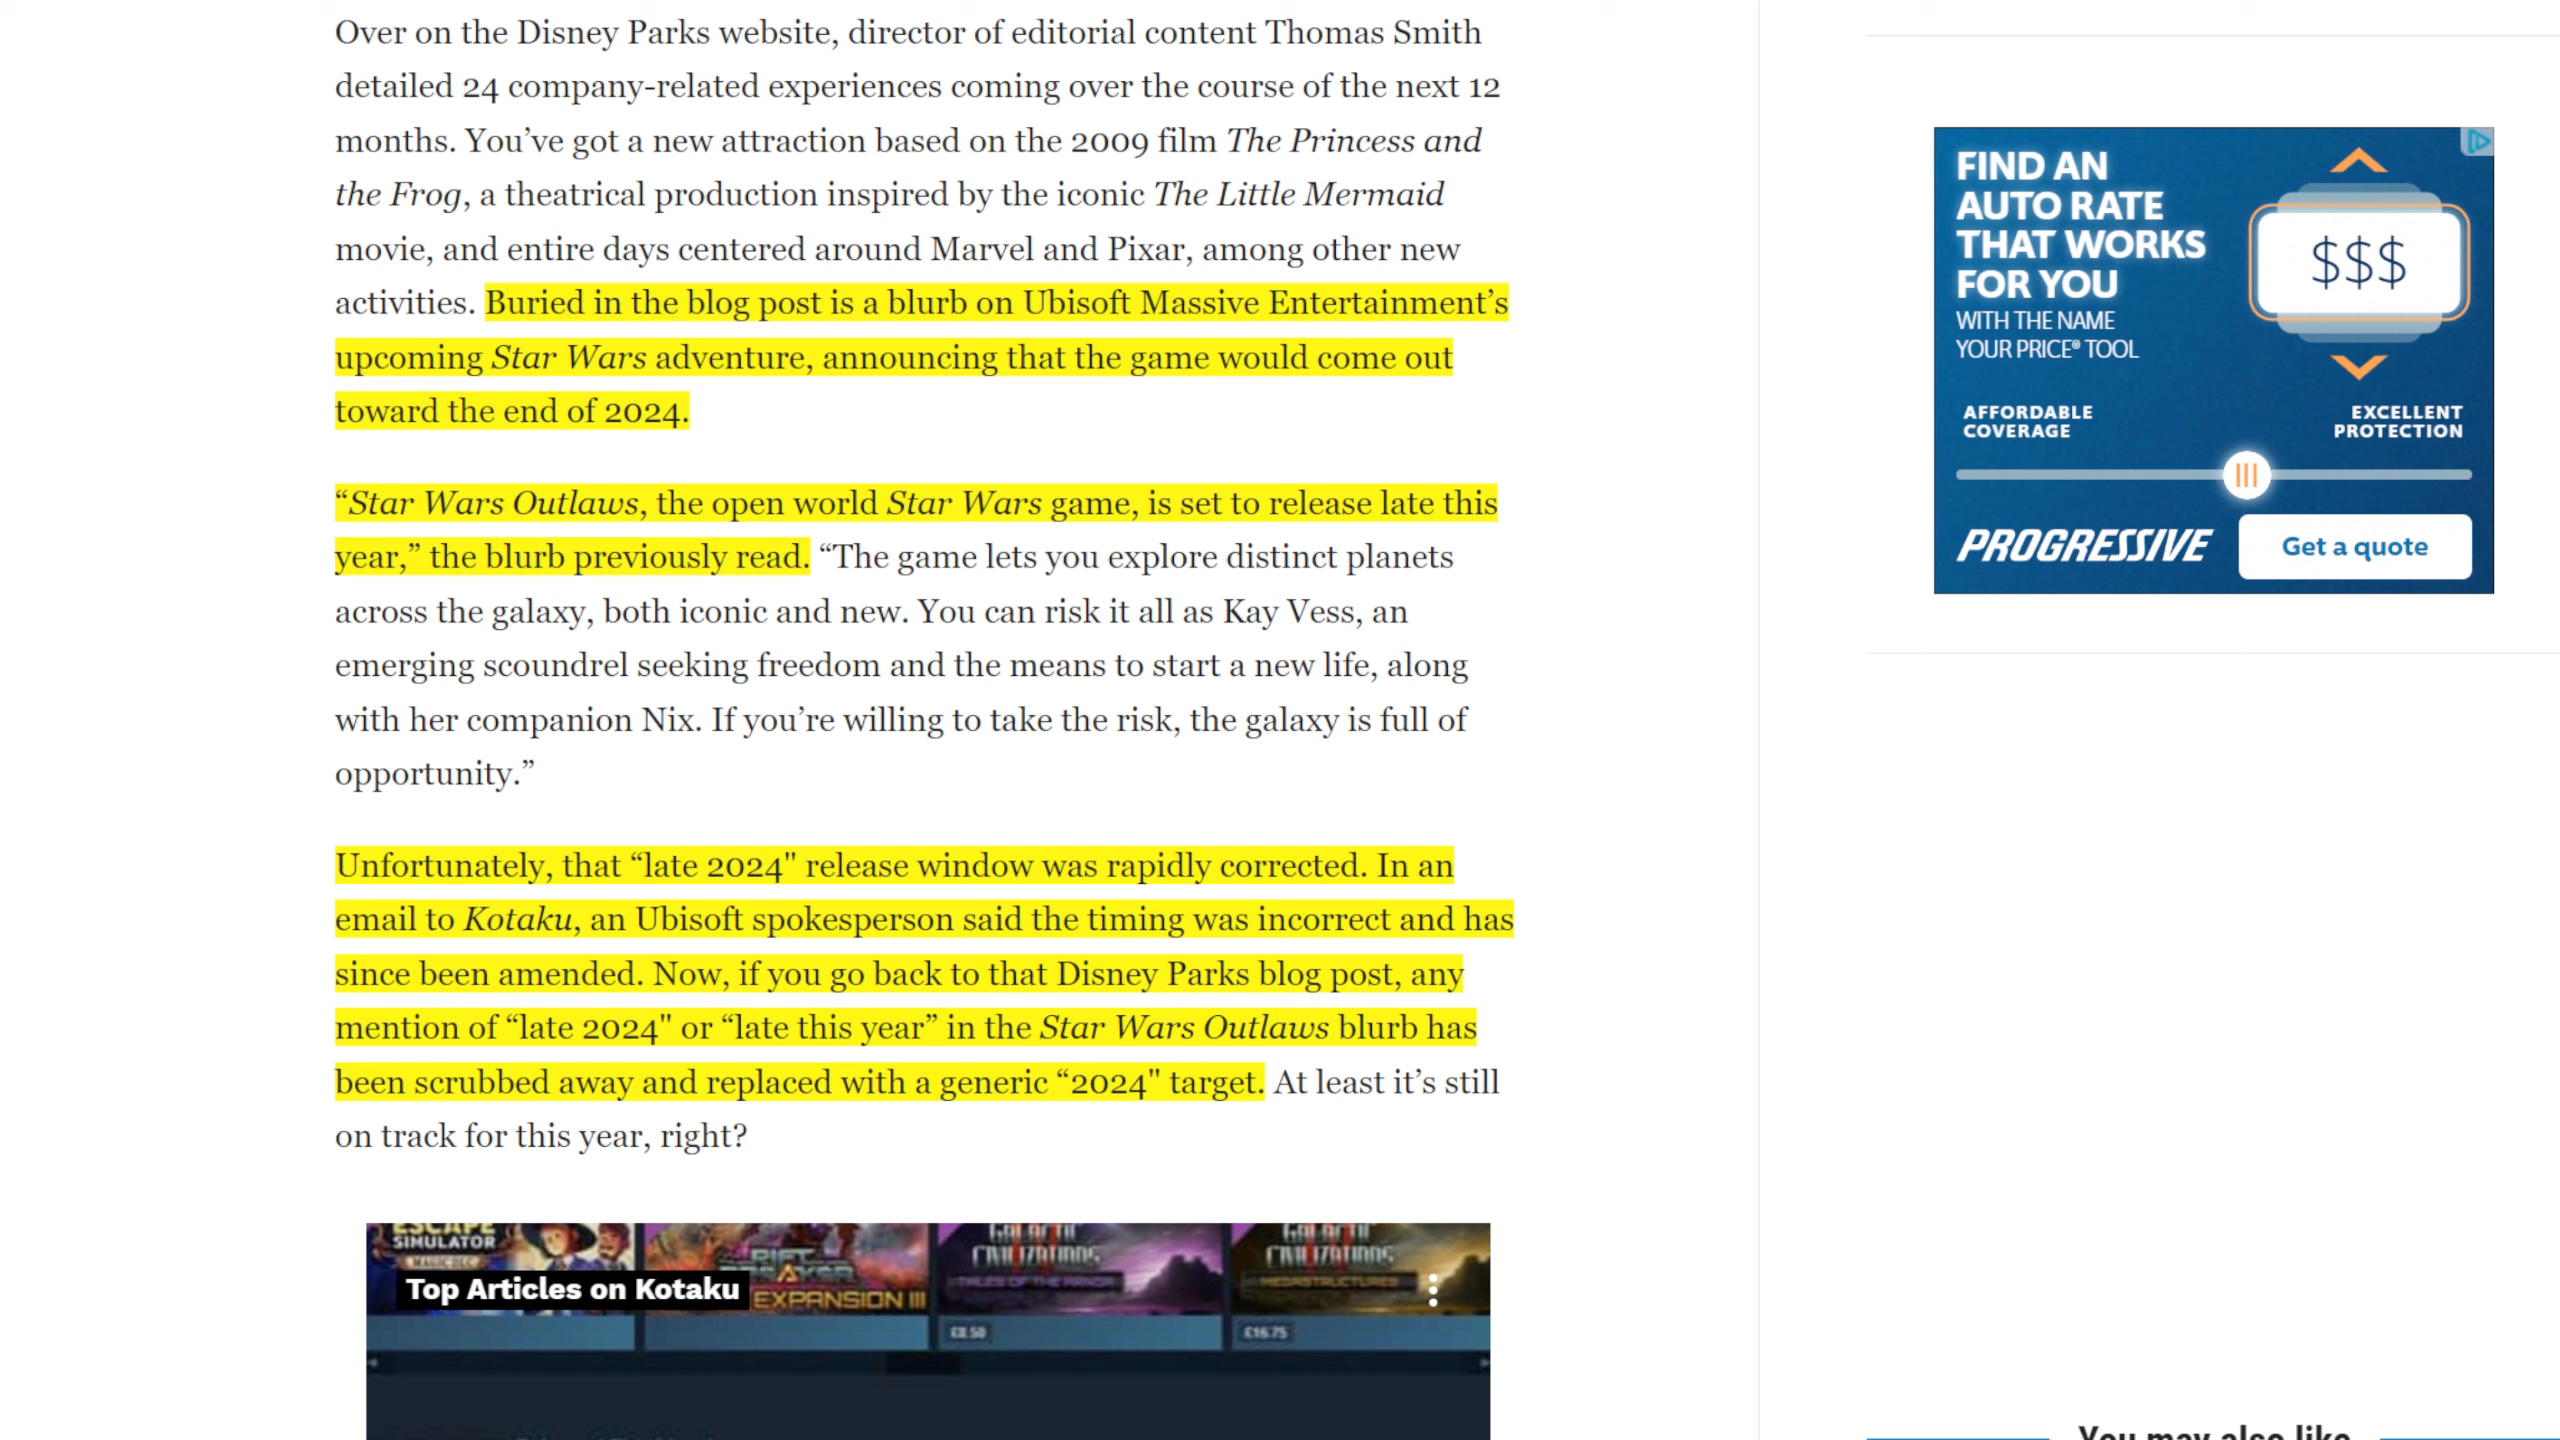 Over on the Disney Parks website, director of editorial content Thomas Smith
detailed 24 company-related experiences coming over the course of the next 12
months. You’ve got a new attraction based on the 2009 film The Princess and
the Frog, a theatrical production inspired by the iconic The Little Mermaid
movie, and entire days centered around Marvel and Pixar, among other new
activities. Buried in the blog post is a blurb on Ubisoft Massive Entertainment’s
upcoming Star Wars adventure, announcing that the game would come out
toward the end of 2024.
“Star Wars Outlaws, the open world Star Wars game, is set to release late this
year,” the blurb previously read. “The game lets you explore distinct planets
across the galaxy, both iconic and new. You can risk it all as Kay Vess, an
emerging scoundrel seeking freedom and the means to start a new life, along
with her companion Nix. If you’re willing to take the risk, the galaxy is full of
opportunity.”
Unfortunately, that “late 2024" release window was rapidly corrected. In an
email to Kotaku, an Ubisoft spokesperson said the timing was incorrect and has
since been amended. Now, if you go back to that Disney Parks blog post, any
mention of “late 2024" or “late this year” in the Star Wars Outlaws blurb has
been scrubbed away and replaced with a generic “2024" target. At least it’s still
on track for this year, right?
ESCAPE
SIMULATOR
Top Articles on Kotaku
RIFT
BREAKER
EXPANSION III
GALACTIC
CIVILIZATIONS
£8.50
GALACTIC
CIVILIZATIONS
MEGASTRUCTURES
£16.75
FIND AN
AUTO RATE
THAT WORKS
FOR YOU
WITH THE NAME
YOUR PRICE® TOOL
$$$
AFFORDABLE
COVERAGE
EXCELLENT
PROTECTION
PROGRESSIVE
Get a quote
You may also like